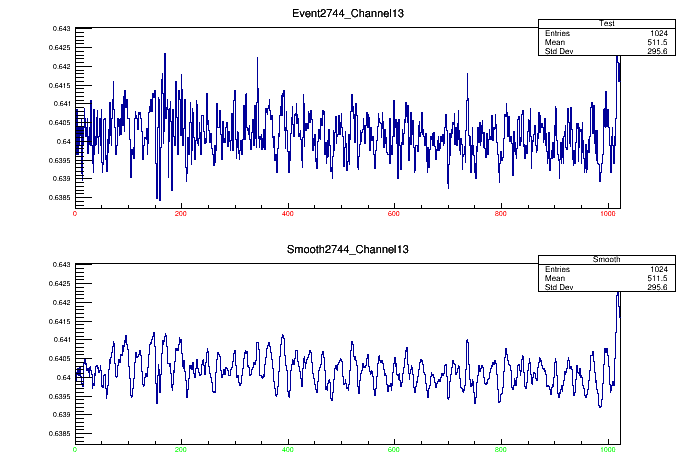 Event2744_Channel13
Test
Entries 1024
Mean 511.5
Std Dev 295.6
0.643
0.6425
0.642
0.6415
0.641
0.6405
0.64
0.6395
0.639
0.6385
0 200 400 600 800 1000
Smooth2744_Channel13
Smooth
Entries 1024
Mean 511.5
Std Dev 295.6
0.643
0.6425
0.642
0.6415
0.641
0.6405
0.64
0.6395
0.639
0.6385
0 200 400 600 800 1000